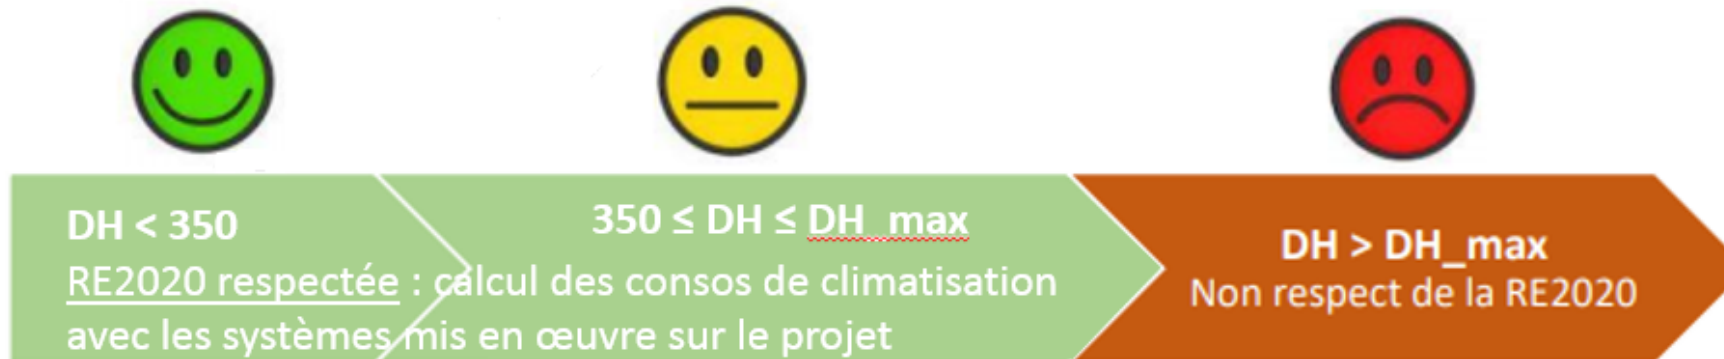 DH < 350
350 ≤ DH ≤ DH_max
RE2020 respectée : calcul des consos de climatisation
avec les systèmes mis en œuvre sur le projet
DH > DH_max
Non respect de la RE2020